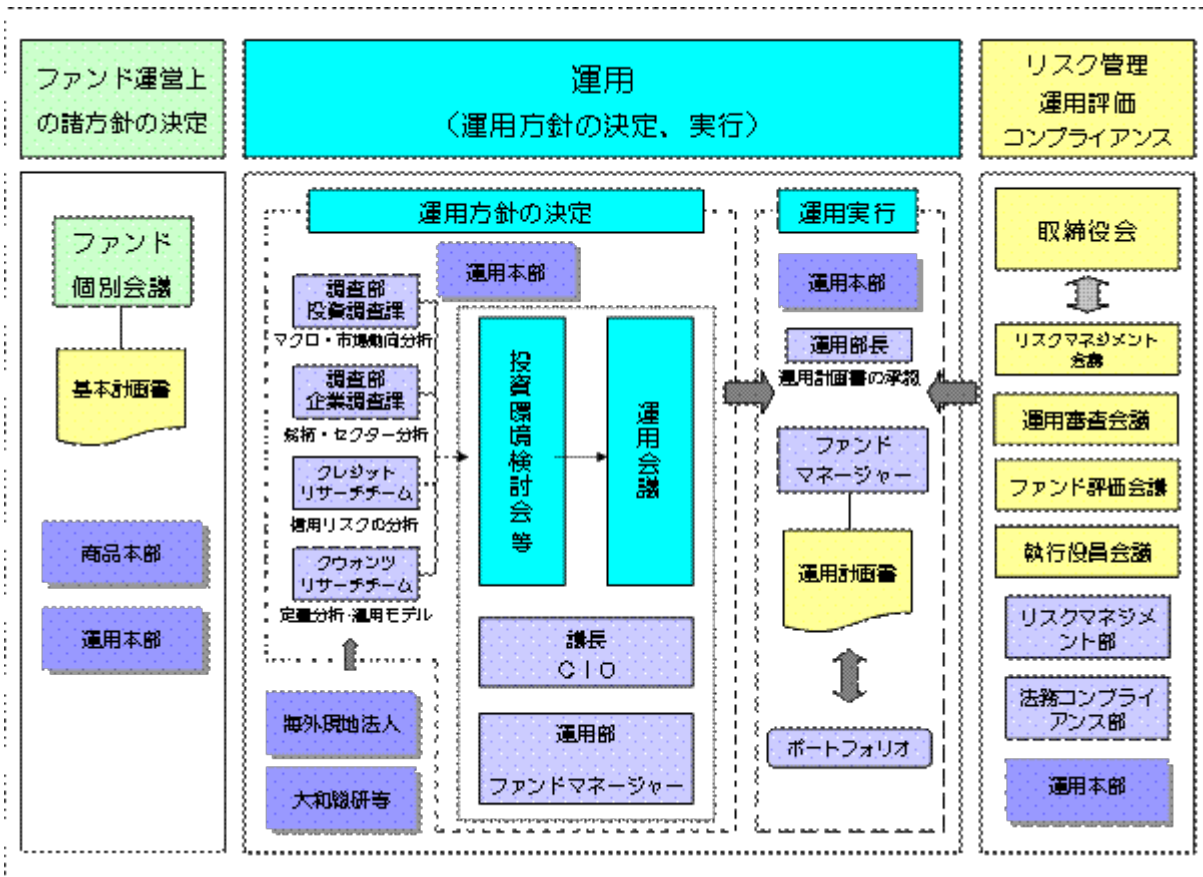 ファンド運営上
の諸方針の決定
運用
（運用方針の決定、実行）
リスク管理
運用評価
コンプライアンス
ファンド
個別会議
基本計画書
商品本部
運用本部
運用方針の決定
運用本部
調査部
投資調査課
マクロ・市場動向分析
調査部
企業調査課
銘柄・セクター分析
クレジット
リサーチチーム
信用リスクの分析
クウォンツ
リサーチチーム
定量分析・運用モデル
海外現地法人
大和総研等
投資環境検討会等
運用会議
議長
ＣＩＯ
運用部
ファンドマネージャー
運用実行
運用本部
運用部長
運用計画書の承認
ファンド
マネージャー
運用計画書
ポートフォリオ
取締役会
リスクマネジメント
会議
運用審査会議
ファンド評価会議
執行役員会議
リスクマネジメ
ント部
法務コンプライ
アンス部
運用本部